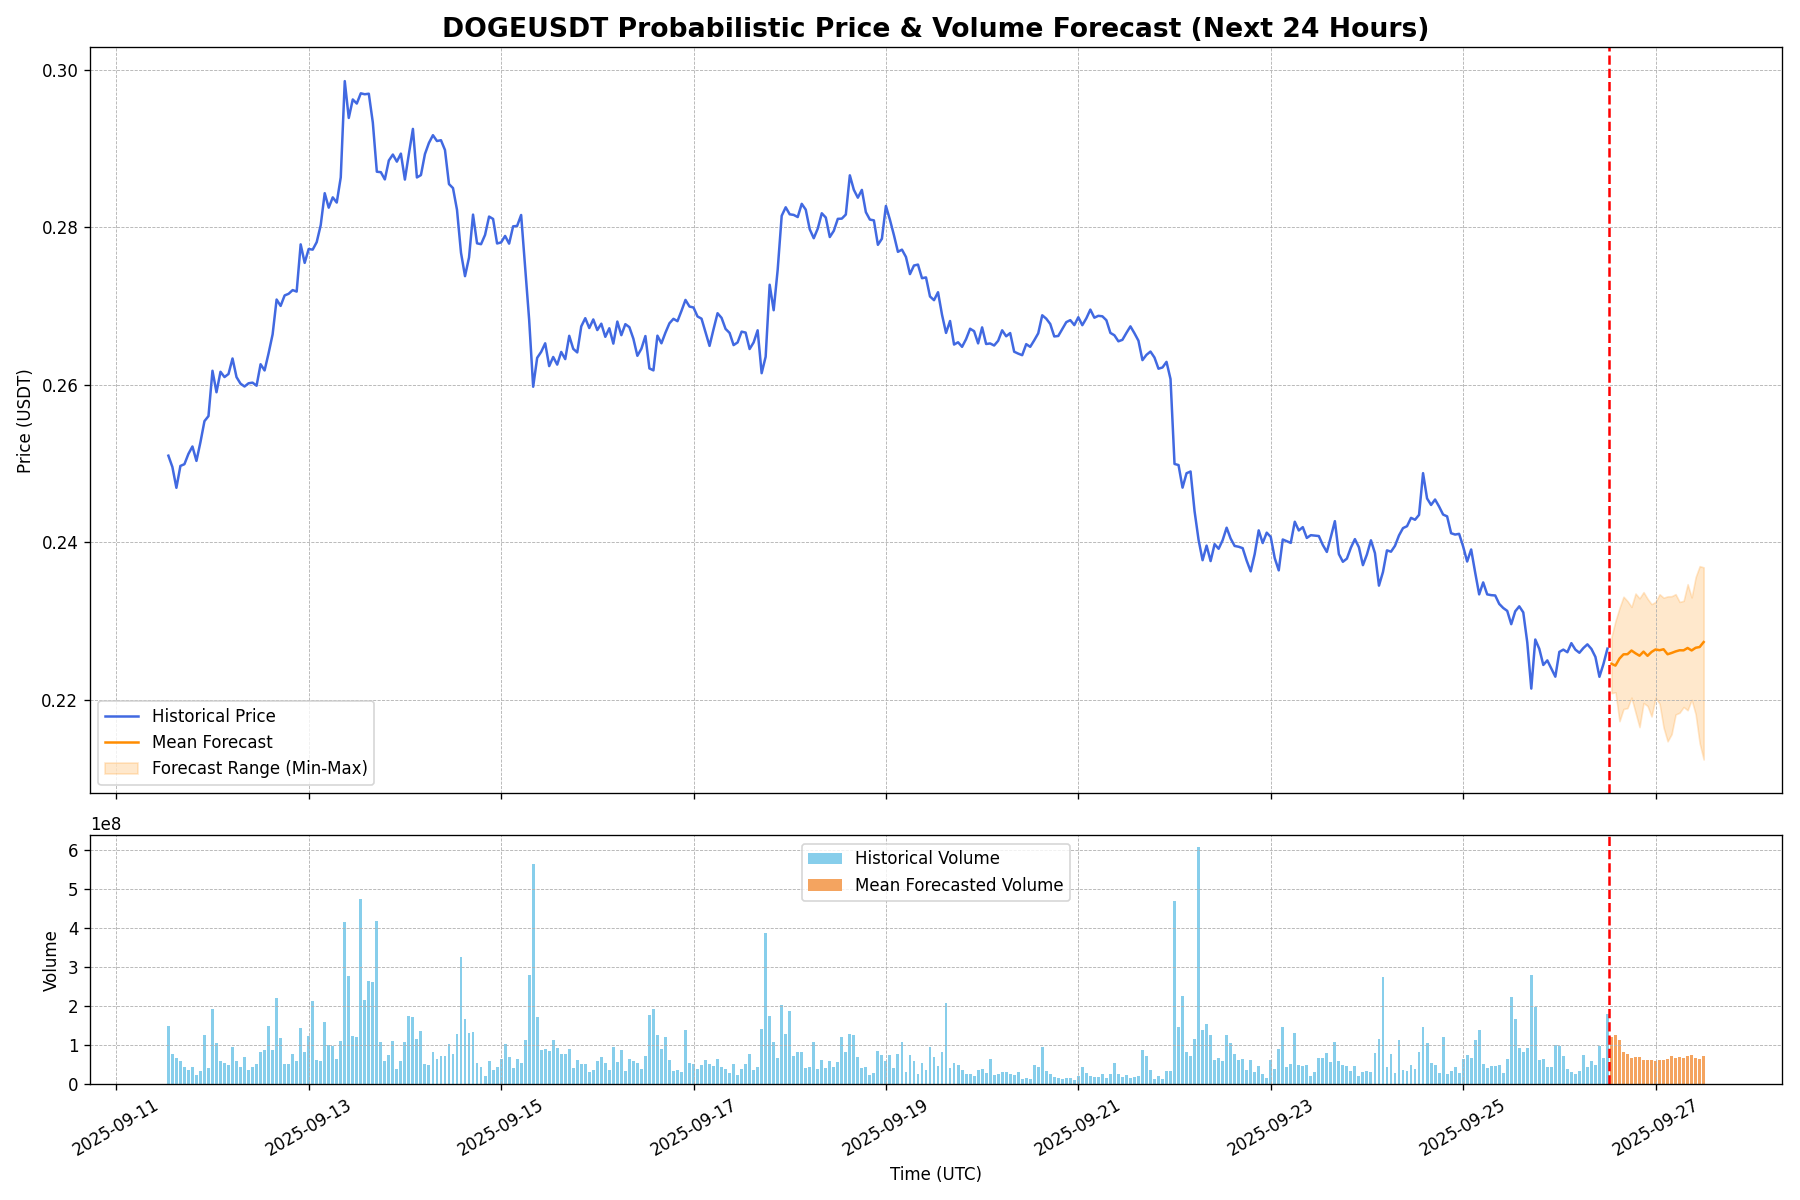 DOGEUSDT Probabilistic Price & Volume Forecast (Next 24 Hours)
0.30
0.28
0.26
0.24
0.22
Price (USDT)
Historical Price
Mean Forecast
Forecast Range (Min-Max)
1e8
6
5
4
3
2
1
0
Volume
Historical Volume
Mean Forecasted Volume
2025-09-11
2025-09-13
2025-09-15
2025-09-17
2025-09-19
2025-09-21
2025-09-23
2025-09-25
2025-09-27
Time (UTC)